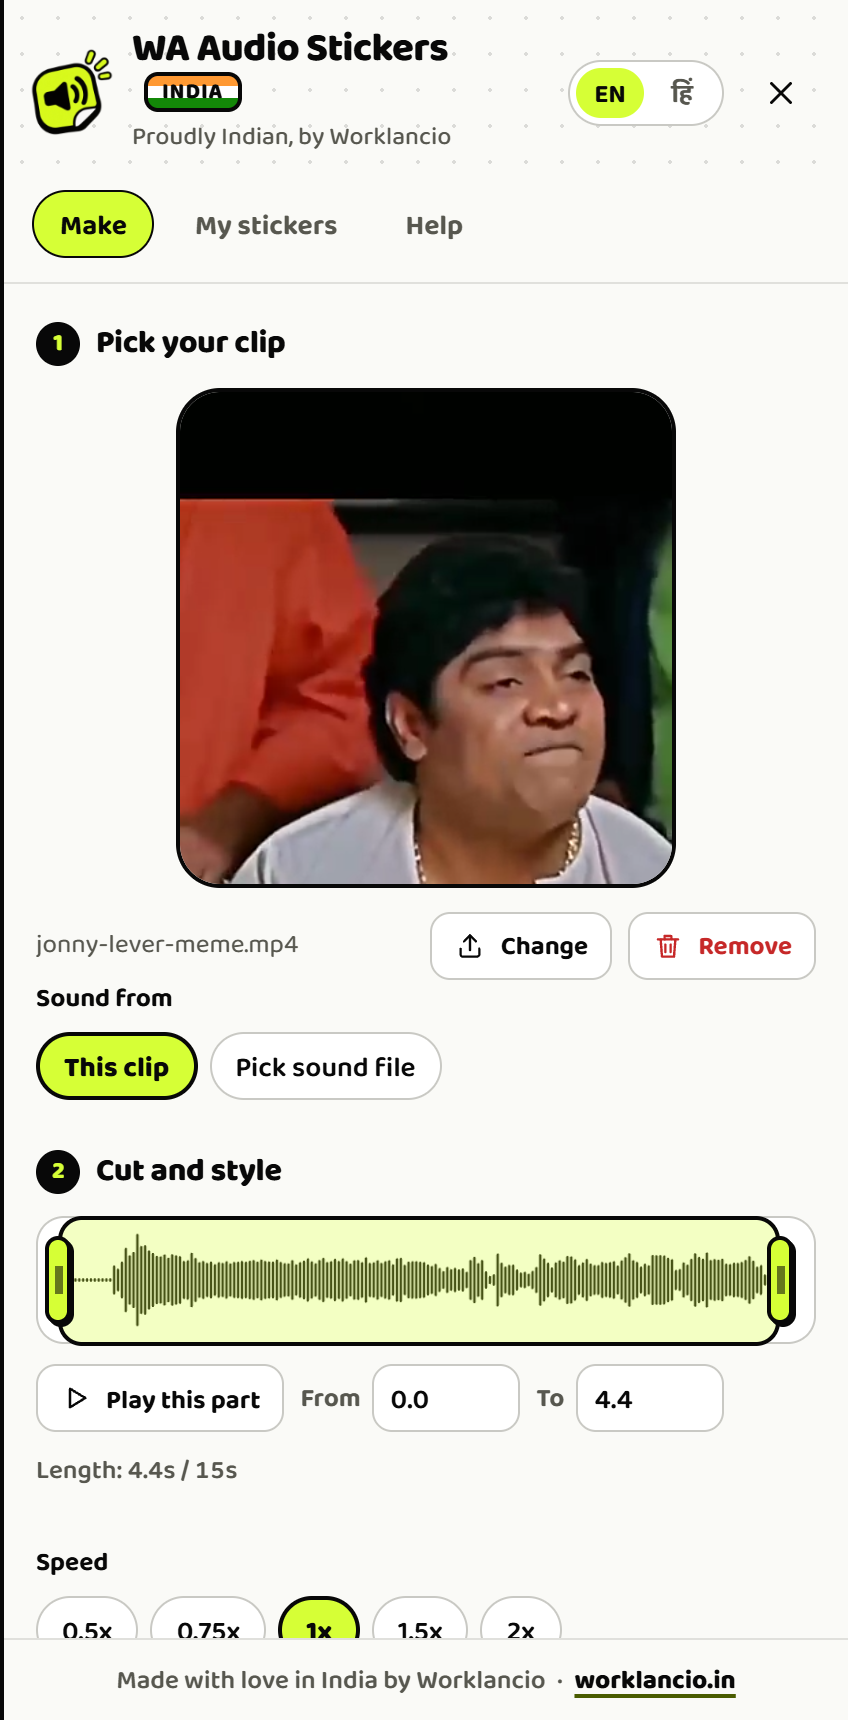 WA Audio Stickers
INDIA
Proudly Indian, by Worklancio
EN हिं
Make My stickers Help
1 Pick your clip
jonny-lever-meme.mp4 Change Remove
Sound from
This clip Pick sound file
2 Cut and style
Play this part From 0.0 To 4.4
Length: 4.4s / 15s
Speed
0.5x 0.75x 1x 1.5x 2x
Made with love in India by Worklancio · worklancio.in